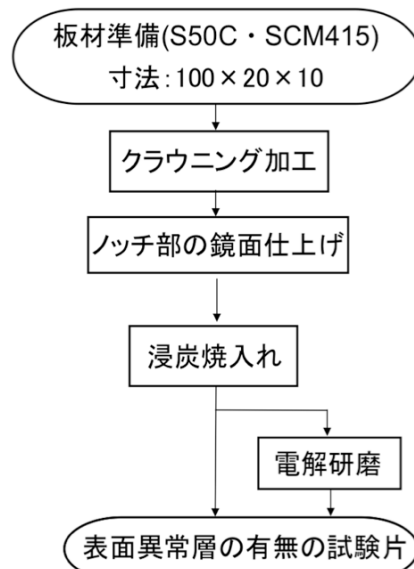 板材準備(S50C・SCM415)
寸法:100×20×10
クラウニング加工
ノッチ部の鏡面仕上げ
浸炭焼入れ
電解研磨
表面異常層の有無の試験片